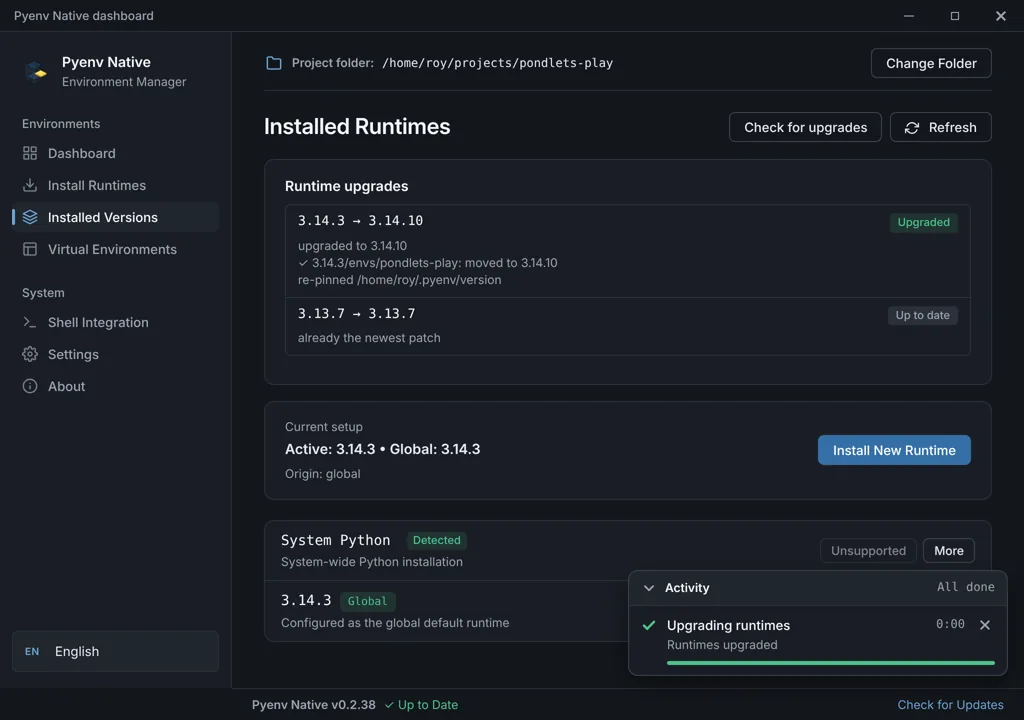 Pyenv Native dashboard
Pyenv Native
Environment Manager
Environments
Dashboard
Install Runtimes
Installed Versions
Virtual Environments
System
Shell Integration
Settings
About
EN English
Project folder: /home/roy/projects/pondlets-play
Change Folder
Installed Runtimes
Check for upgrades
Refresh
Runtime upgrades
3.14.3 → 3.14.10
Upgraded
upgraded to 3.14.10
✓ 3.14.3/envs/pondlets-play: moved to 3.14.10
re-pinned /home/roy/.pyenv/version
3.13.7 → 3.13.7
Up to date
already the newest patch
Current setup
Active: 3.14.3 • Global: 3.14.3
Origin: global
Install New Runtime
System Python Detected
System-wide Python installation
Unsupported
More
3.14.3 Global
Configured as the global default runtime
Activity
All done
Upgrading runtimes
0:00
Runtimes upgraded
Pyenv Native v0.2.38 ✓ Up to Date
Check for Updates